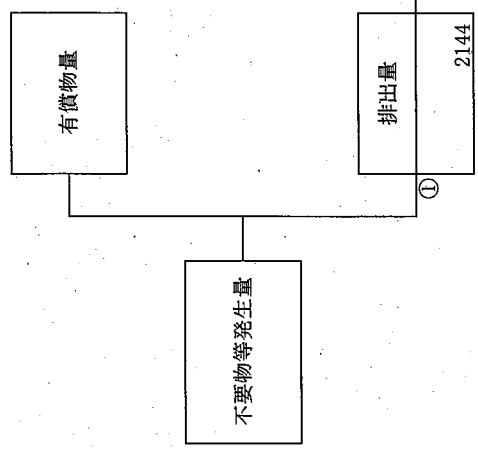 不要物等発生量
有償物量
排出量
①
2144